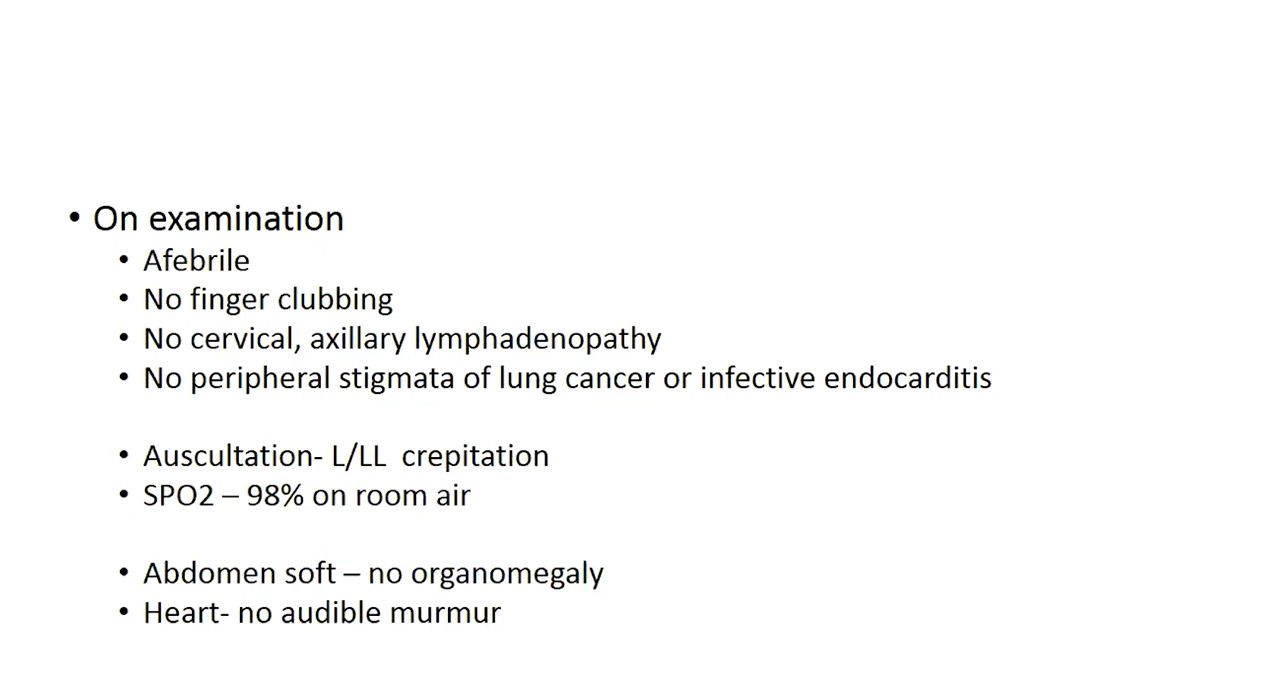 • On examination
• Afebrile
• No finger clubbing
• No cervical, axillary lymphadenopathy
• No peripheral stigmata of lung cancer or infective endocarditis
• Auscultation- L/LL  crepitation
• SPO2 – 98% on room air
• Abdomen soft – no organomegaly
• Heart- no audible murmur